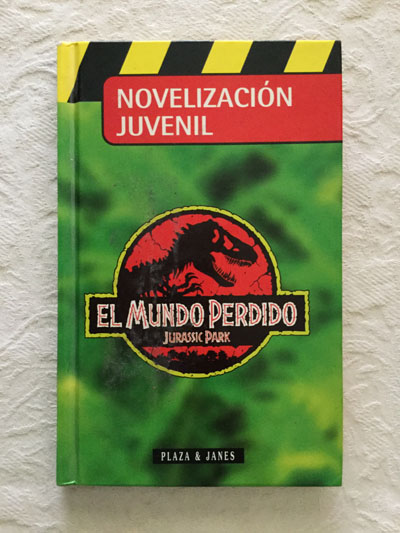 NOVELIZACIÓN
JUVENIL
EL MUNDO PERDIDO
JURASSIC PARK
PLAZA & JANES